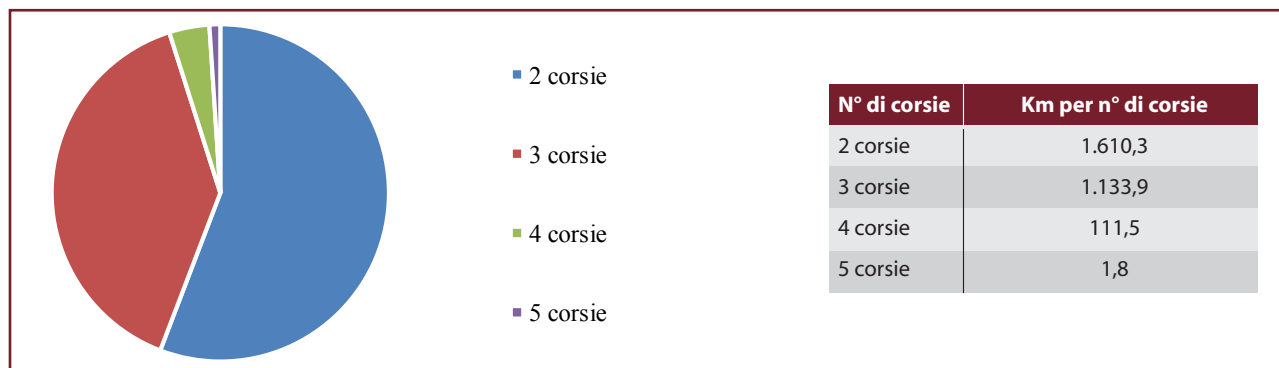 2 corsie
3 corsie
4 corsie
5 corsie
N° di corsie Km per n° di corsie
2 corsie 1.610,3
3 corsie 1.133,9
4 corsie 111,5
5 corsie 1,8